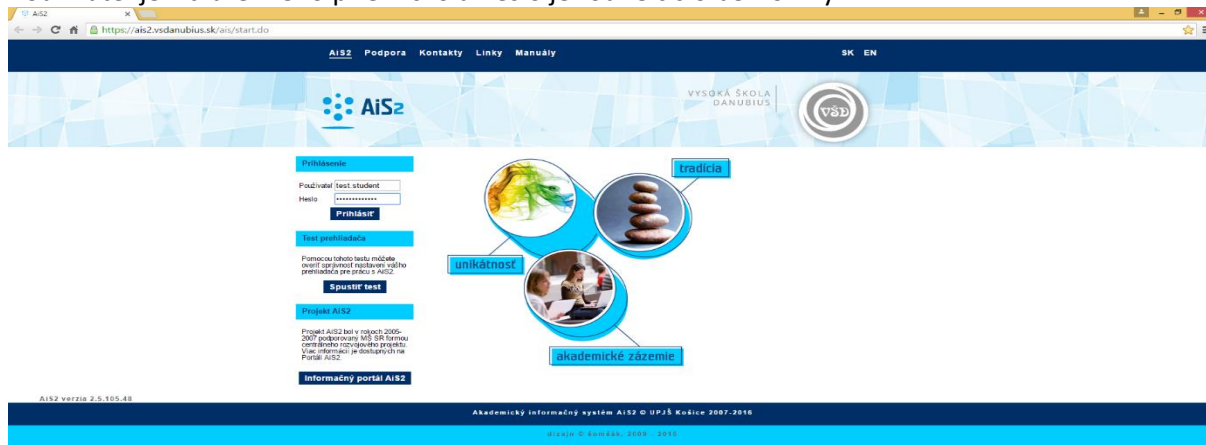 AiS2
https://ais2.vsdanubius.sk/ais/start.do
AiS2 Podpora Kontakty Linky Manuály SK EN
AiS2
VYSOKÁ ŠKOLA
DANUBIUS
VŠD
Prihlásenie
Používateľ test.student
Heslo
Prihlásiť
Test prehliadača
Pomocou tohoto testu môžete
overiť správnosť nastavení vášho
prehliadača pre prácu s AiS2.
Spustiť test
Projekt AiS2
Projekt AiS2 bol v rokoch 2005-
2007 podporovaný MŠ SR formou
centrálneho rozvojového projektu.
Viac informácií je dostupných na
Portáli AiS2.
Informačný portál AiS2
tradícia
unikátnosť
akademické zázemie
AiS2 verzia 2.5.105.48
Akademický informačný systém AiS2 © UPJŠ Košice 2007-2016